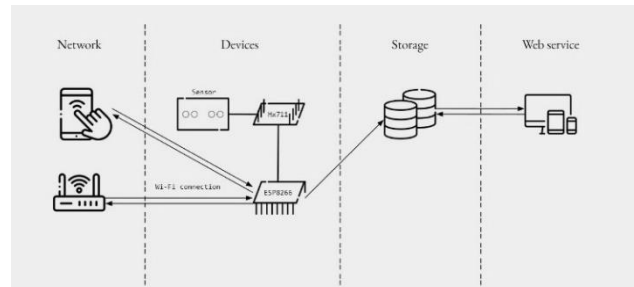 Network
Devices
Storage
Web service
Sensor
Hx711
Wi-Fi connection
ESP8266